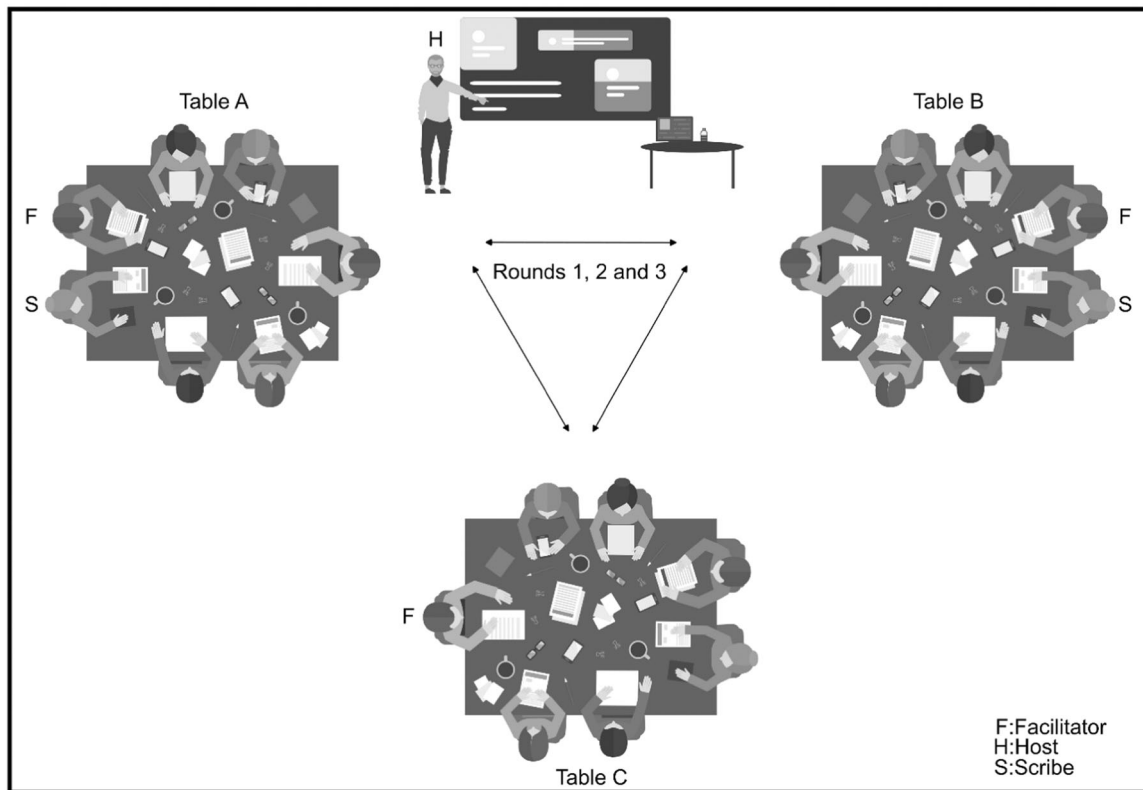 H
Table A
Table B
F
F
Rounds 1, 2 and 3
S
S
F
F:Facilitator
H:Host
S:Scribe
Table C